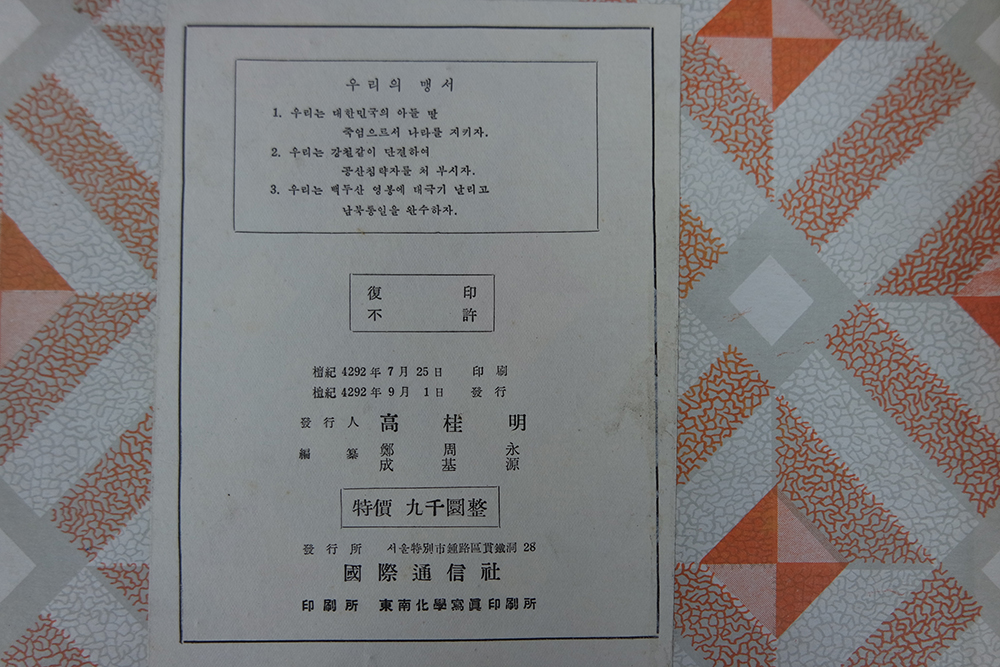 우리의 맹서
1. 우리는 대한민국의 아들 딸
죽엄으로서 나라를 지키자.
2. 우리는 강철같이 단결하여
공산침략자를 처 부시자.
3. 우리는 백두산 영봉에 태극기 날리고
남북통일을 완수하자.
復 印
不 許
檀紀 4292 年 7 月 25 日 印 刷
檀紀 4292 年 9 月 1 日 發 行
發 行 人 高 桂 明
編 纂 鄭 周 永
成 基 源
特價 九千圜整
發 行 所 서울特別市鍾路區貫鐵洞 28
國 際 通 信 社
印 刷 所 東南化學寫眞印刷所